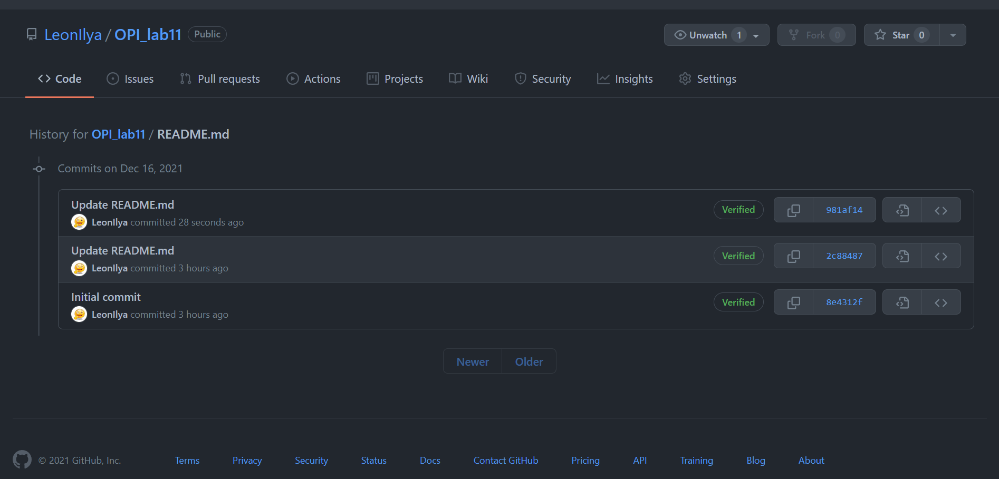 LeonIlya / OPI_lab11 Public Unwatch 1 Fork 0 Star 0
Code Issues Pull requests Actions Projects Wiki Security Insights Settings
History for OPI_lab11 / README.md
Commits on Dec 16, 2021
Update README.md
LeonIlya committed 28 seconds ago Verified 981af14
Update README.md
LeonIlya committed 3 hours ago Verified 2c88487
Initial commit
LeonIlya committed 3 hours ago Verified 8e4312f
Newer Older
© 2021 GitHub, Inc. Terms Privacy Security Status Docs Contact GitHub Pricing API Training Blog About